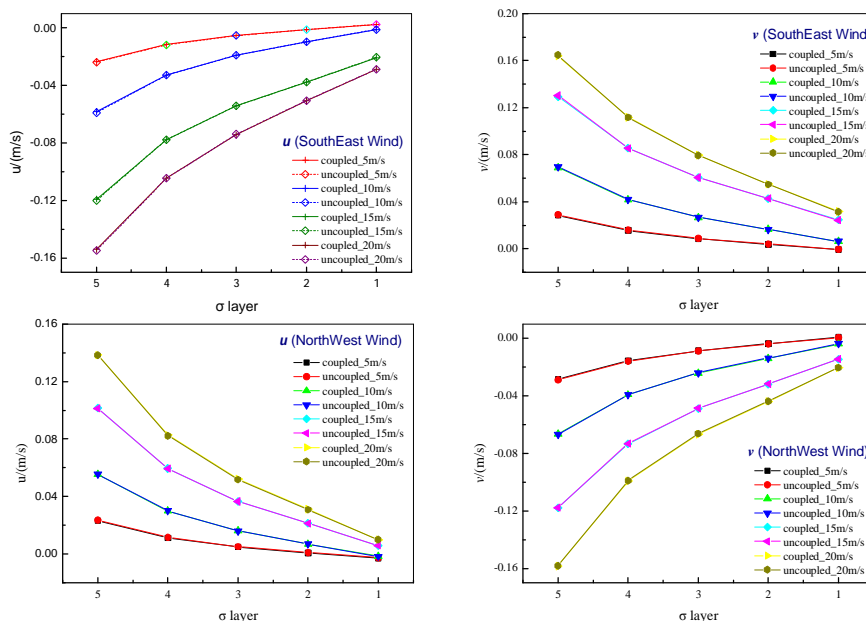 0.00
-0.04
-0.08
-0.12
-0.16
u/(m/s)
5 4 3 2 1
σ layer
u (SouthEast Wind)
coupled_5m/s
uncoupled_5m/s
coupled_10m/s
uncoupled_10m/s
coupled_15m/s
uncoupled_15m/s
coupled_20m/s
uncoupled_20m/s
0.20
0.16
0.12
0.08
0.04
0.00
v/(m/s)
5 4 3 2 1
σ layer
v (SouthEast Wind)
coupled_5m/s
uncoupled_5m/s
coupled_10m/s
uncoupled_10m/s
coupled_15m/s
uncoupled_15m/s
coupled_20m/s
uncoupled_20m/s
0.16
0.12
0.08
0.04
0.00
u/(m/s)
5 4 3 2 1
σ layer
u (NorthWest Wind)
coupled_5m/s
uncoupled_5m/s
coupled_10m/s
uncoupled_10m/s
coupled_15m/s
uncoupled_15m/s
coupled_20m/s
uncoupled_20m/s
0.00
-0.04
-0.08
-0.12
-0.16
v/(m/s)
5 4 3 2 1
σ layer
v (NorthWest Wind)
coupled_5m/s
uncoupled_5m/s
coupled_10m/s
uncoupled_10m/s
coupled_15m/s
uncoupled_15m/s
coupled_20m/s
uncoupled_20m/s